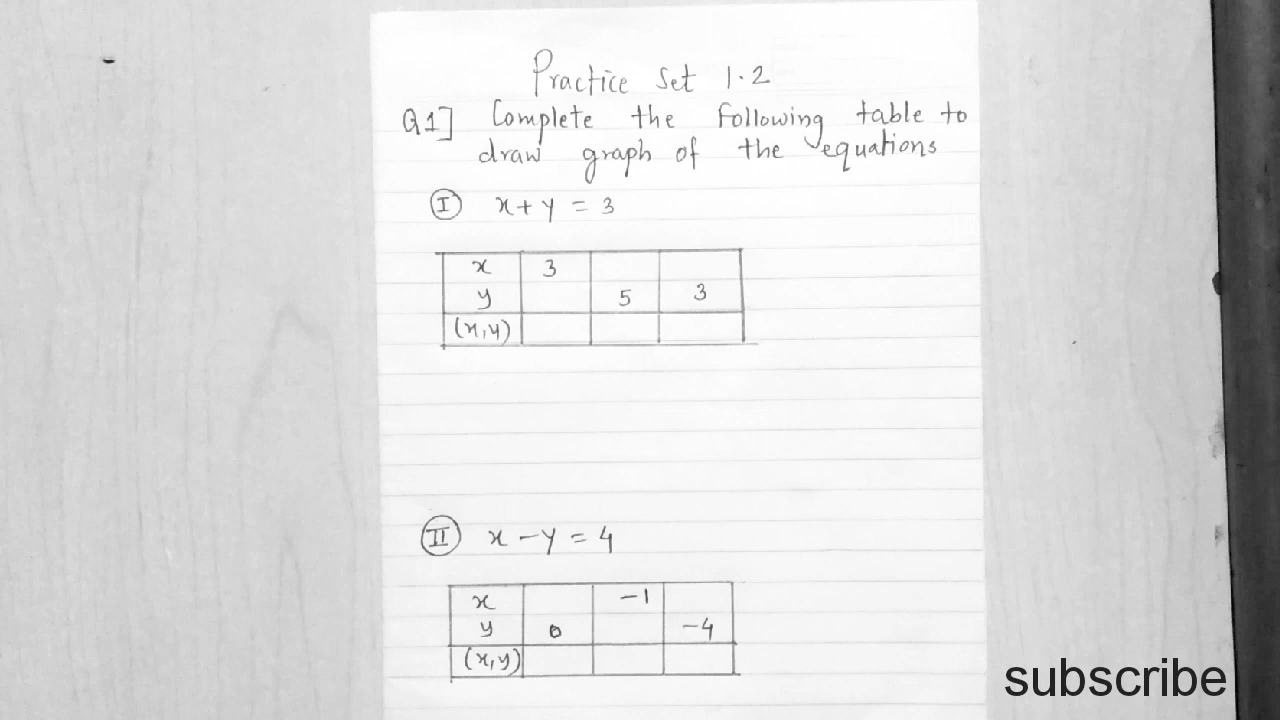 Practice Set 1.2
Q1] Complete the following table to
draw graph of the equations
I x + y = 3
x 3
y 5 3
(x,y)
II x - y = 4
x -1
y 0 -4
(x,y)
subscribe